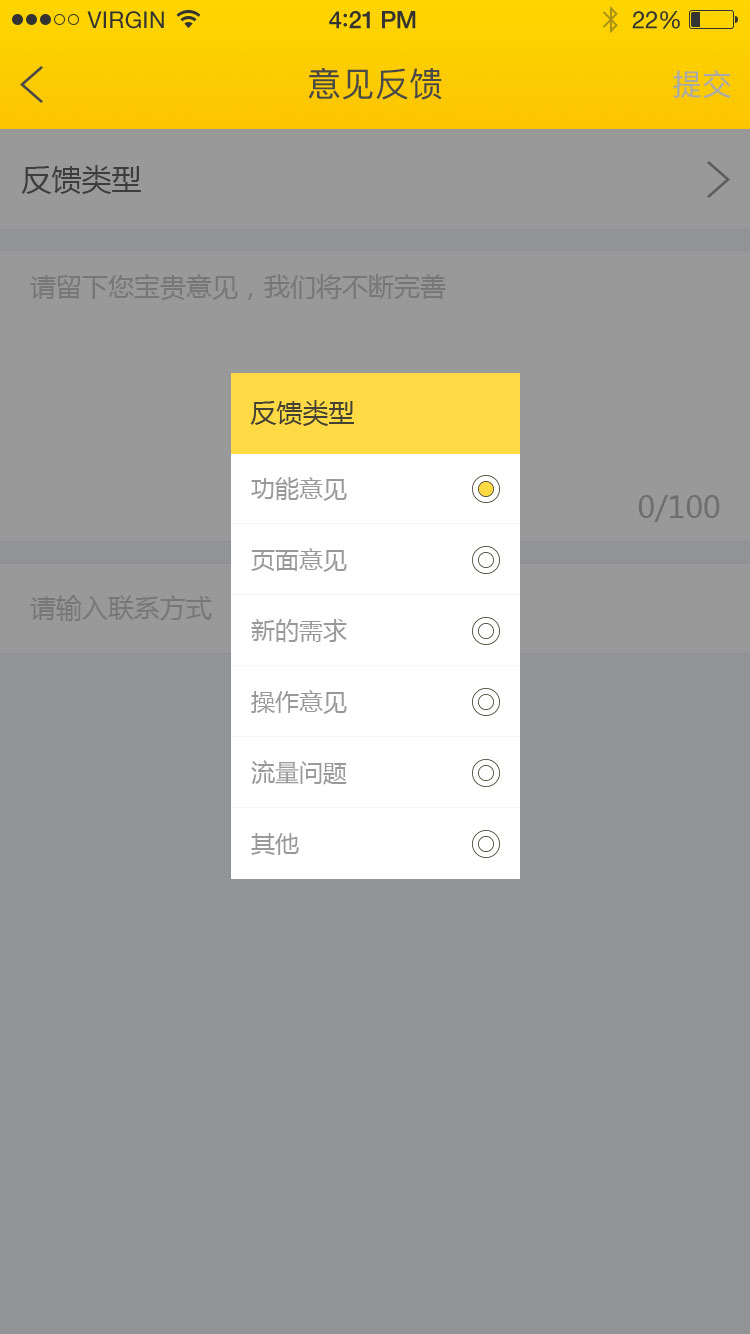 VIRGIN 4:21 PM 22%
意见反馈 提交
反馈类型
请留下您宝贵意见，我们将不断完善
反馈类型
功能意见
0/100
页面意见
请输入联系方式
新的需求
操作意见
流量问题
其他